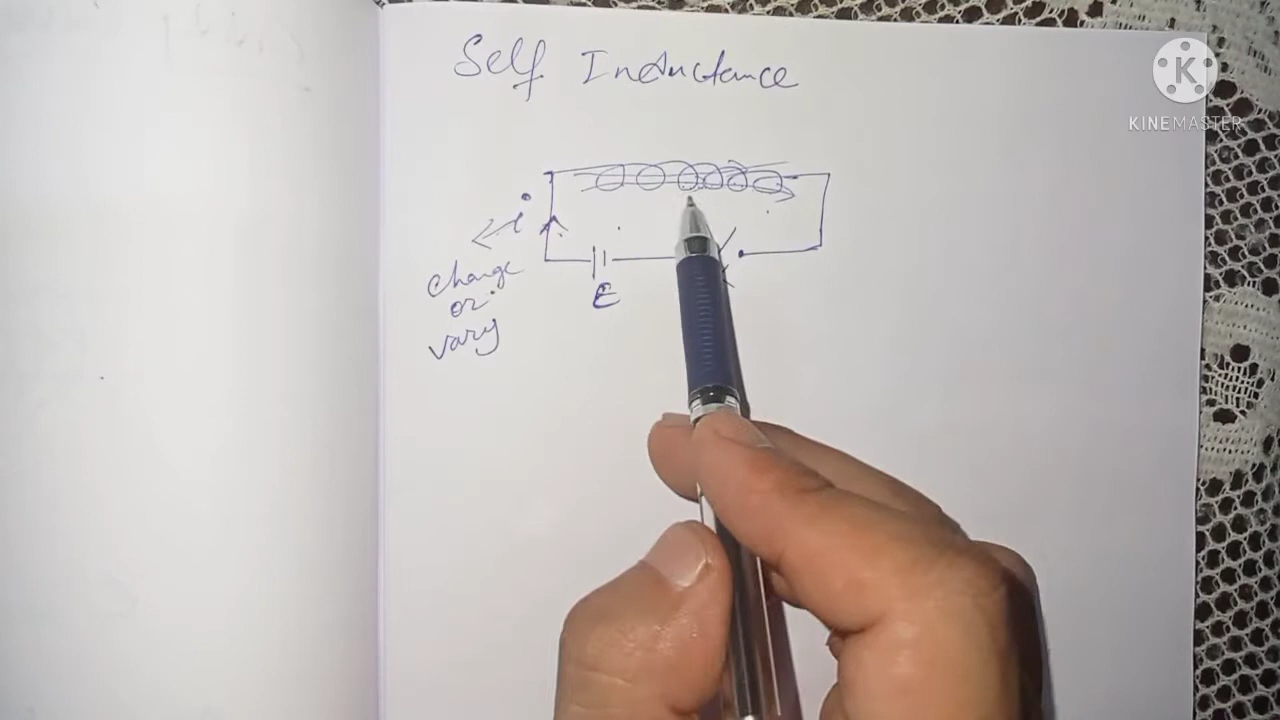 Self Inductance
K
KINEMASTER
i
change
or
vary
E